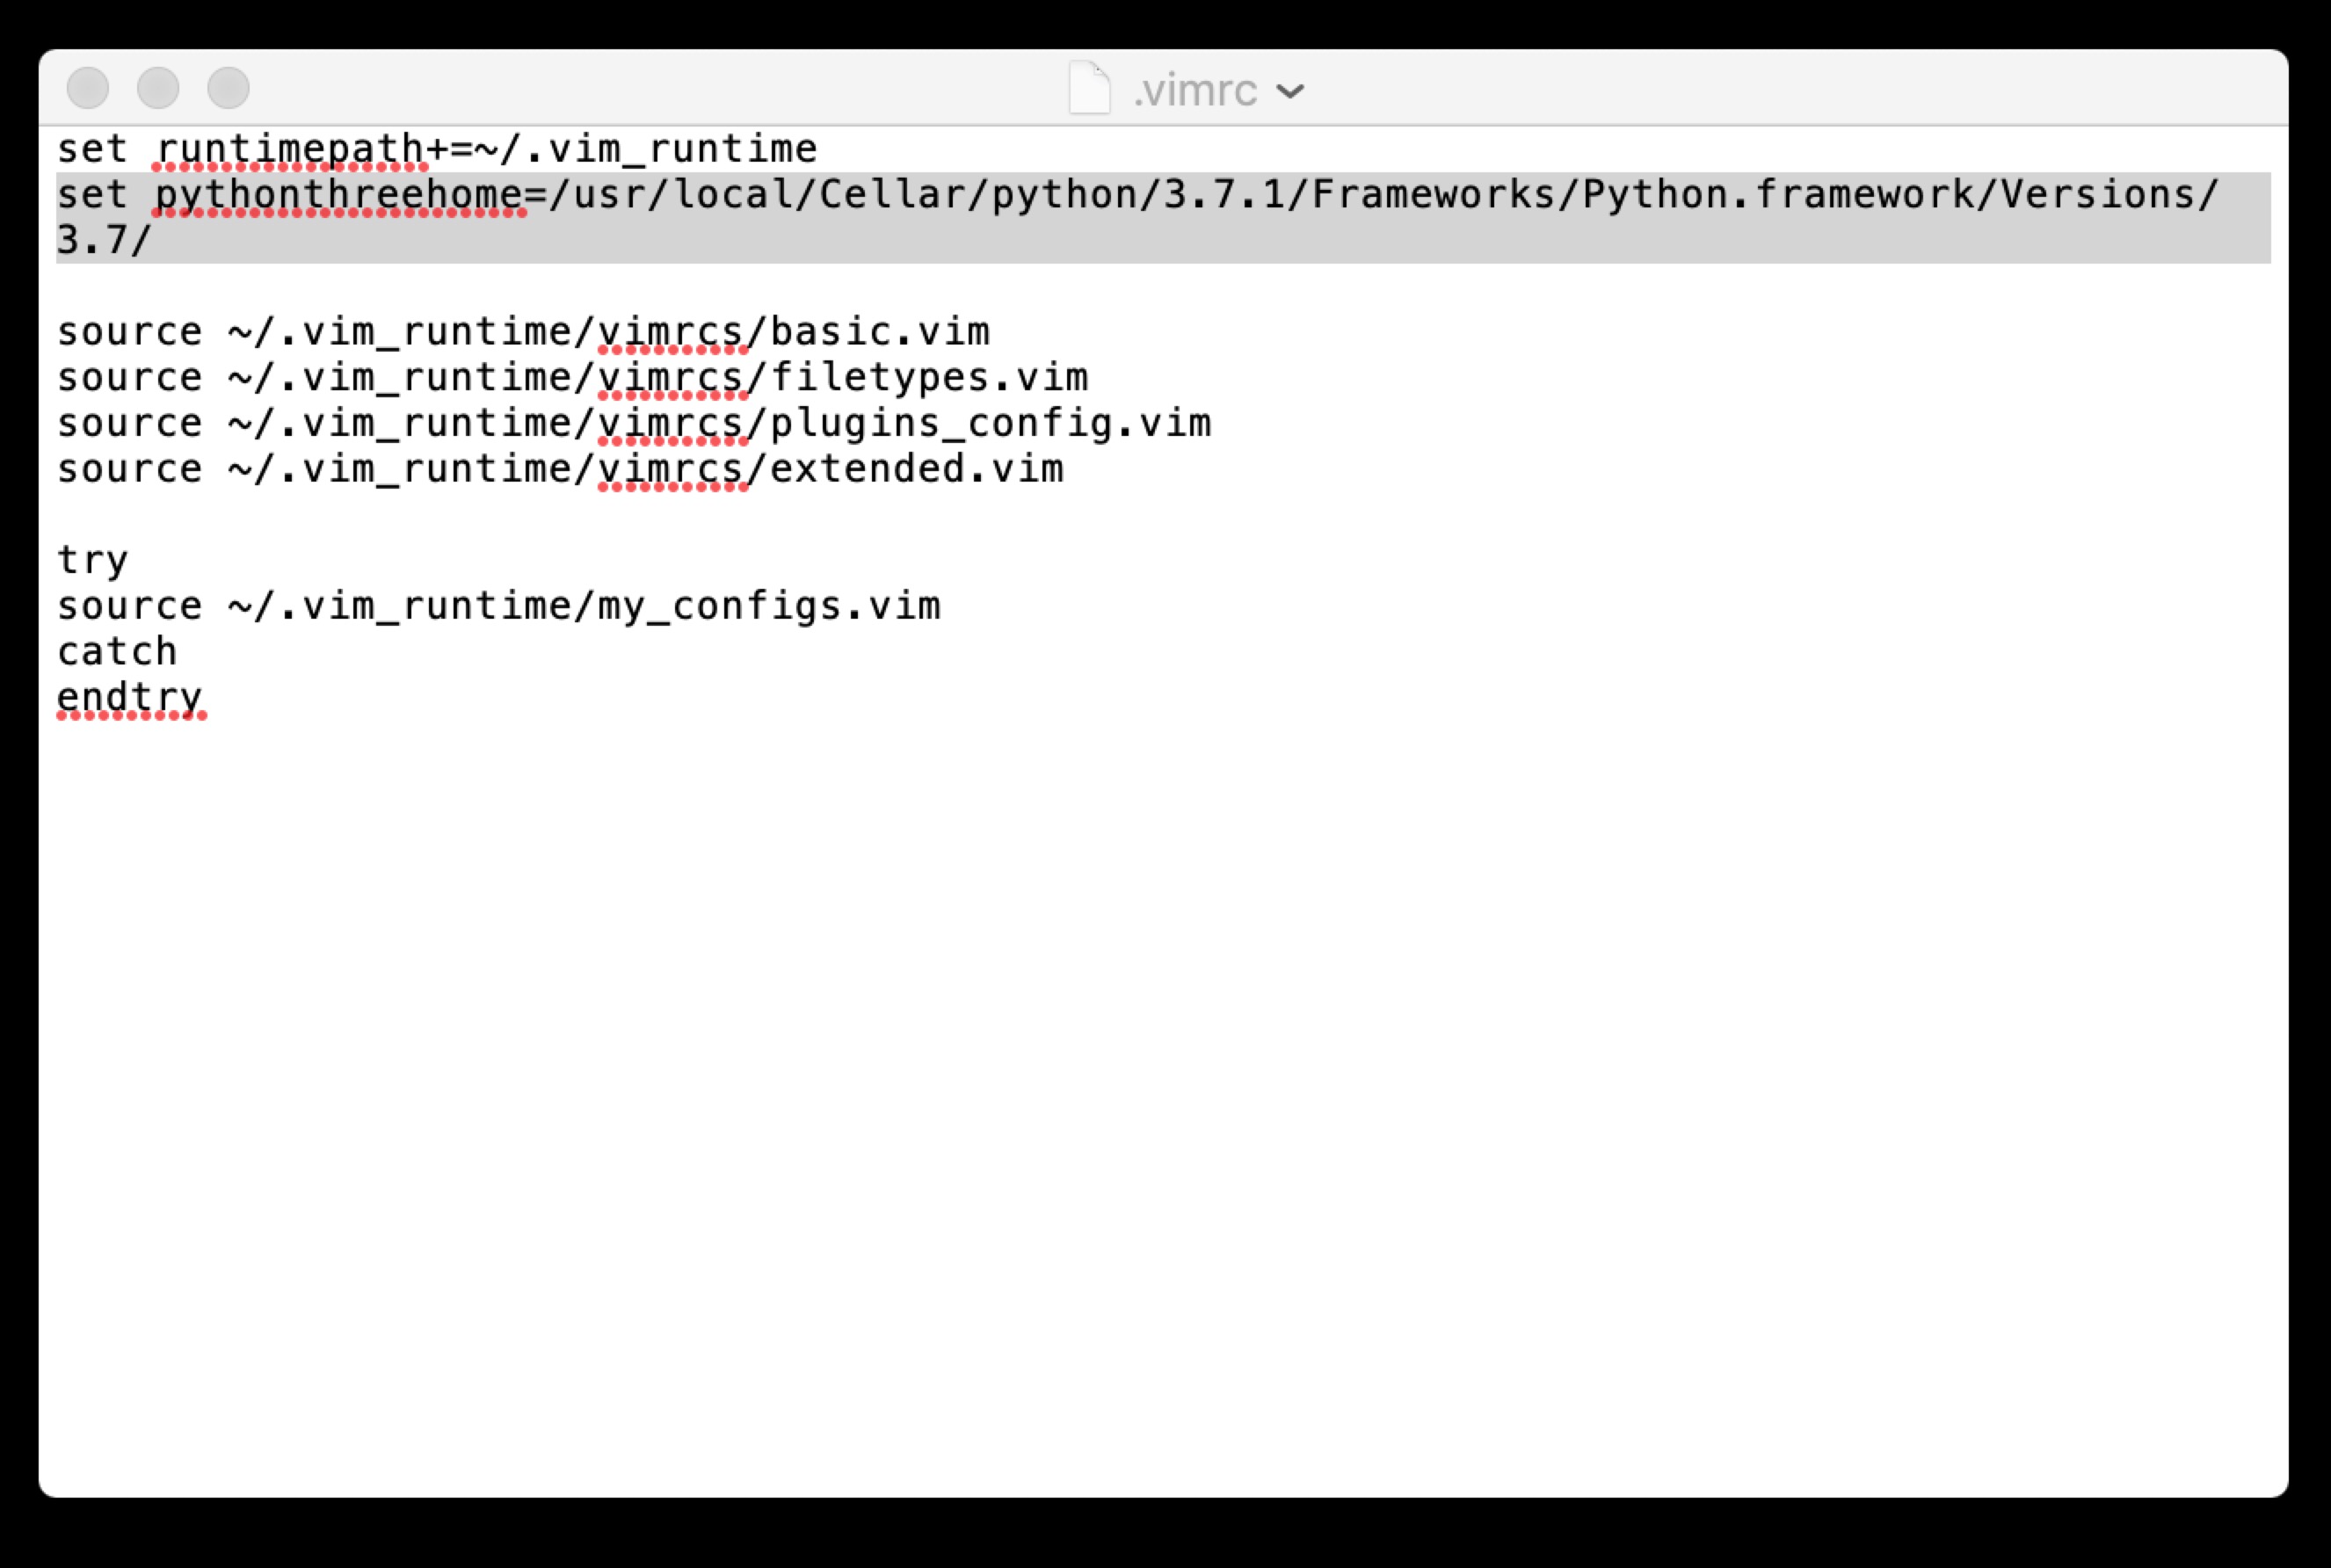 .vimrc
set runtimepath+=~/.vim_runtime
set pythonthreehome=/usr/local/Cellar/python/3.7.1/Frameworks/Python.framework/Versions/
3.7/
source ~/.vim_runtime/vimrcs/basic.vim
source ~/.vim_runtime/vimrcs/filetypes.vim
source ~/.vim_runtime/vimrcs/plugins_config.vim
source ~/.vim_runtime/vimrcs/extended.vim
try
source ~/.vim_runtime/my_configs.vim
catch
endtry